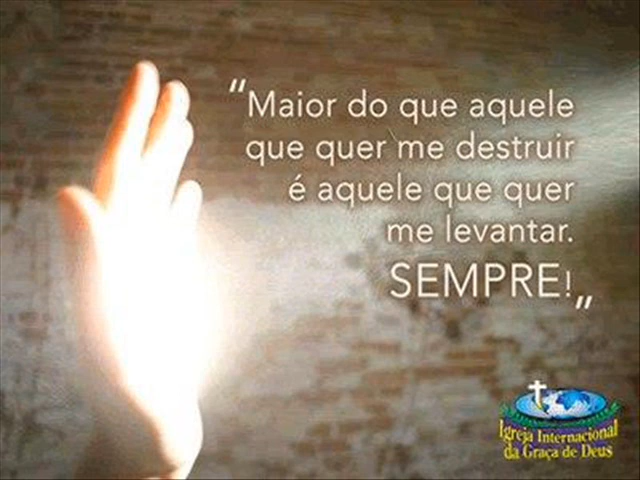 “Maior do que aquele
que quer me destruir
é aquele que quer
me levantar.
SEMPRE!„
Igreja Internacional
da Graça de Deus